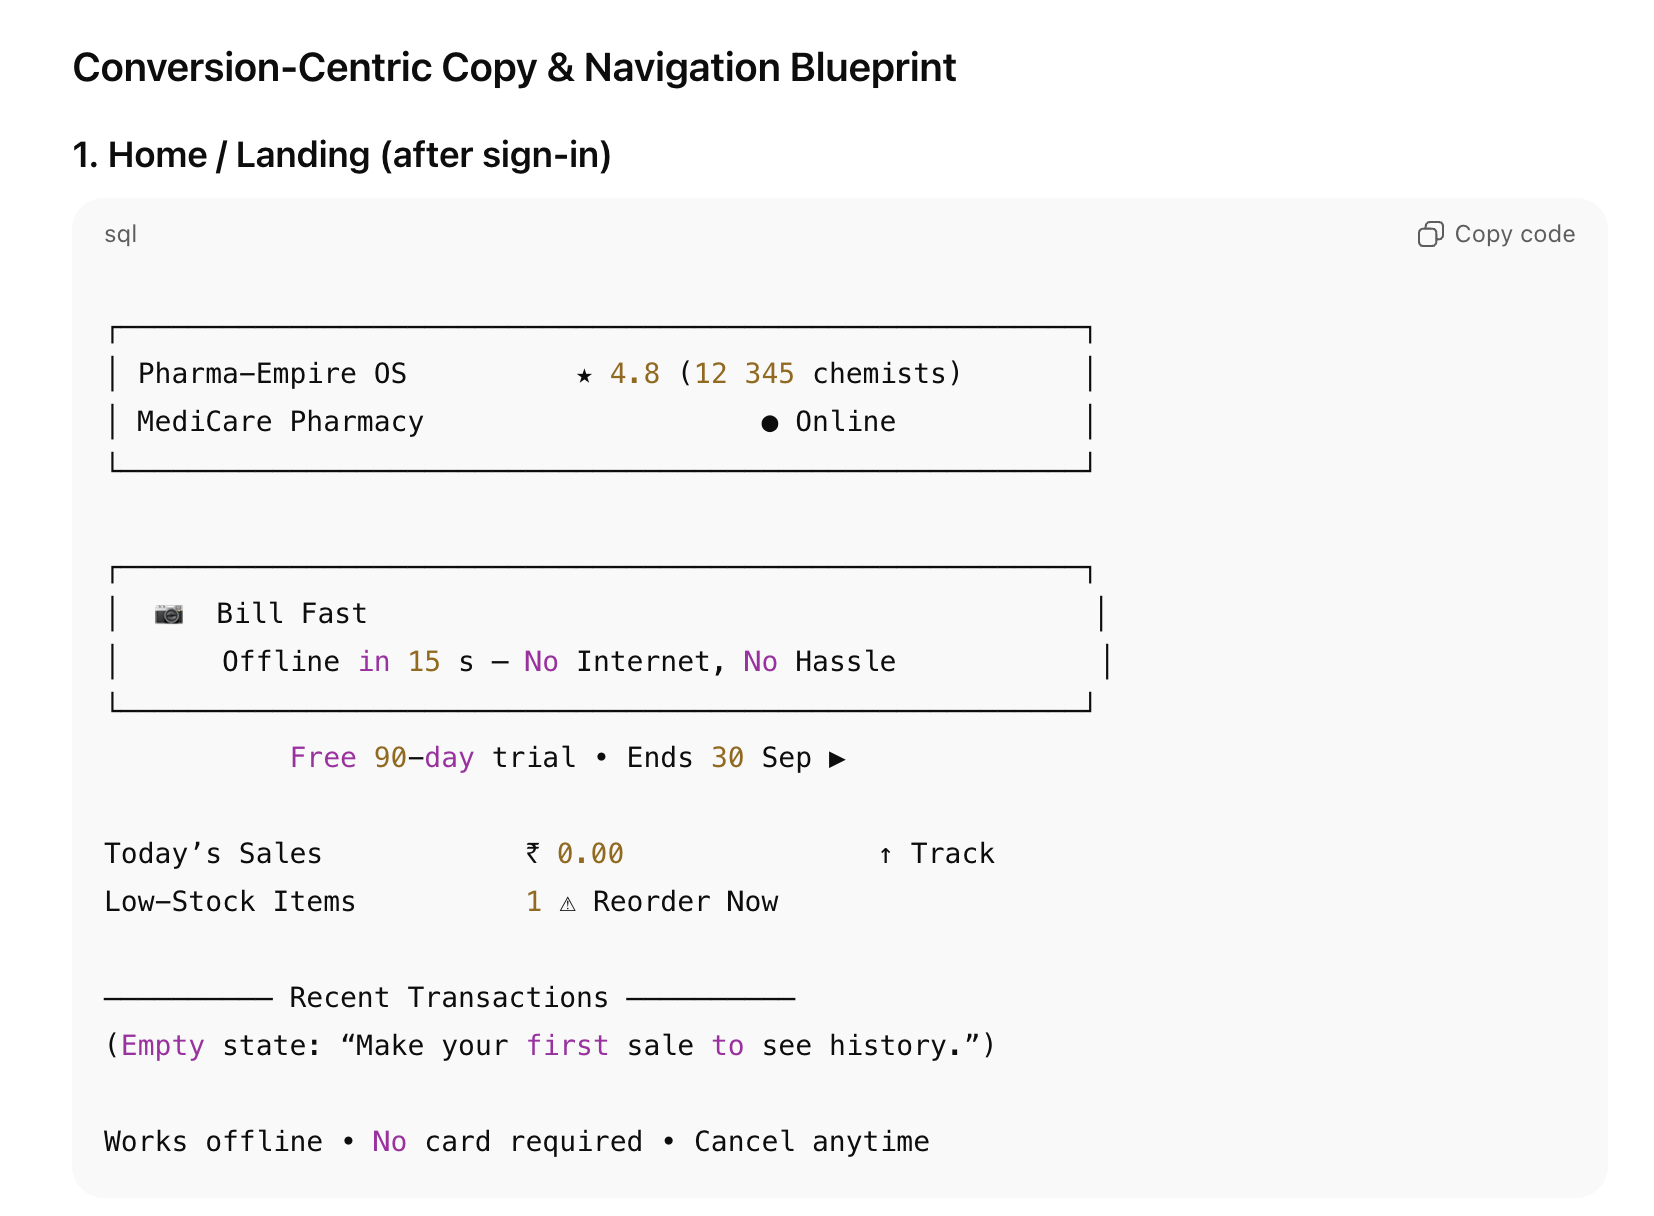 Conversion-Centric Copy & Navigation Blueprint
1. Home / Landing (after sign-in)
sql
Copy code
Pharma-Empire OS ★ 4.8 (12 345 chemists)
MediCare Pharmacy ● Online
📷 Bill Fast
Offline in 15 s – No Internet, No Hassle
Free 90-day trial • Ends 30 Sep ▶
Today’s Sales ₹ 0.00 ↑ Track
Low-Stock Items 1 ⚠ Reorder Now
────────── Recent Transactions ──────────
(Empty state: “Make your first sale to see history.”)
Works offline • No card required • Cancel anytime